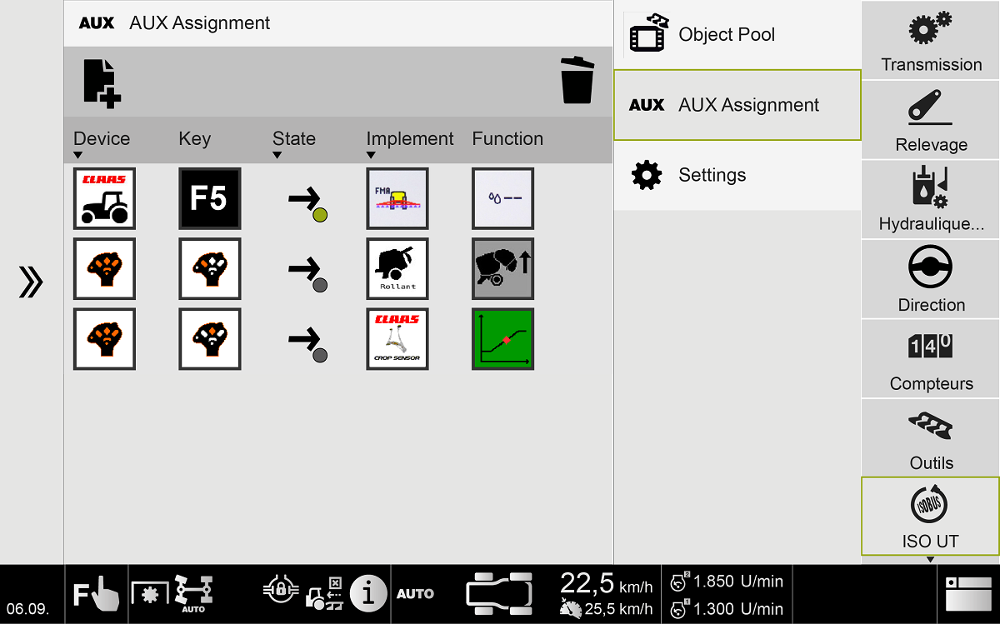 AUX AUX Assignment
Device Key State Implement Function
CLAAS F5 FMA
Rollant
CLAAS
CROP SENSOR
Object Pool
AUX AUX Assignment
Settings
Transmission
Relevage
Hydraulique...
Direction
140
Compteurs
Outils
ISOBUS
ISO UT
06.09.
F
AUTO
i
AUTO
22,5 km/h
25,5 km/h
2 1.850 U/min
1 1.300 U/min